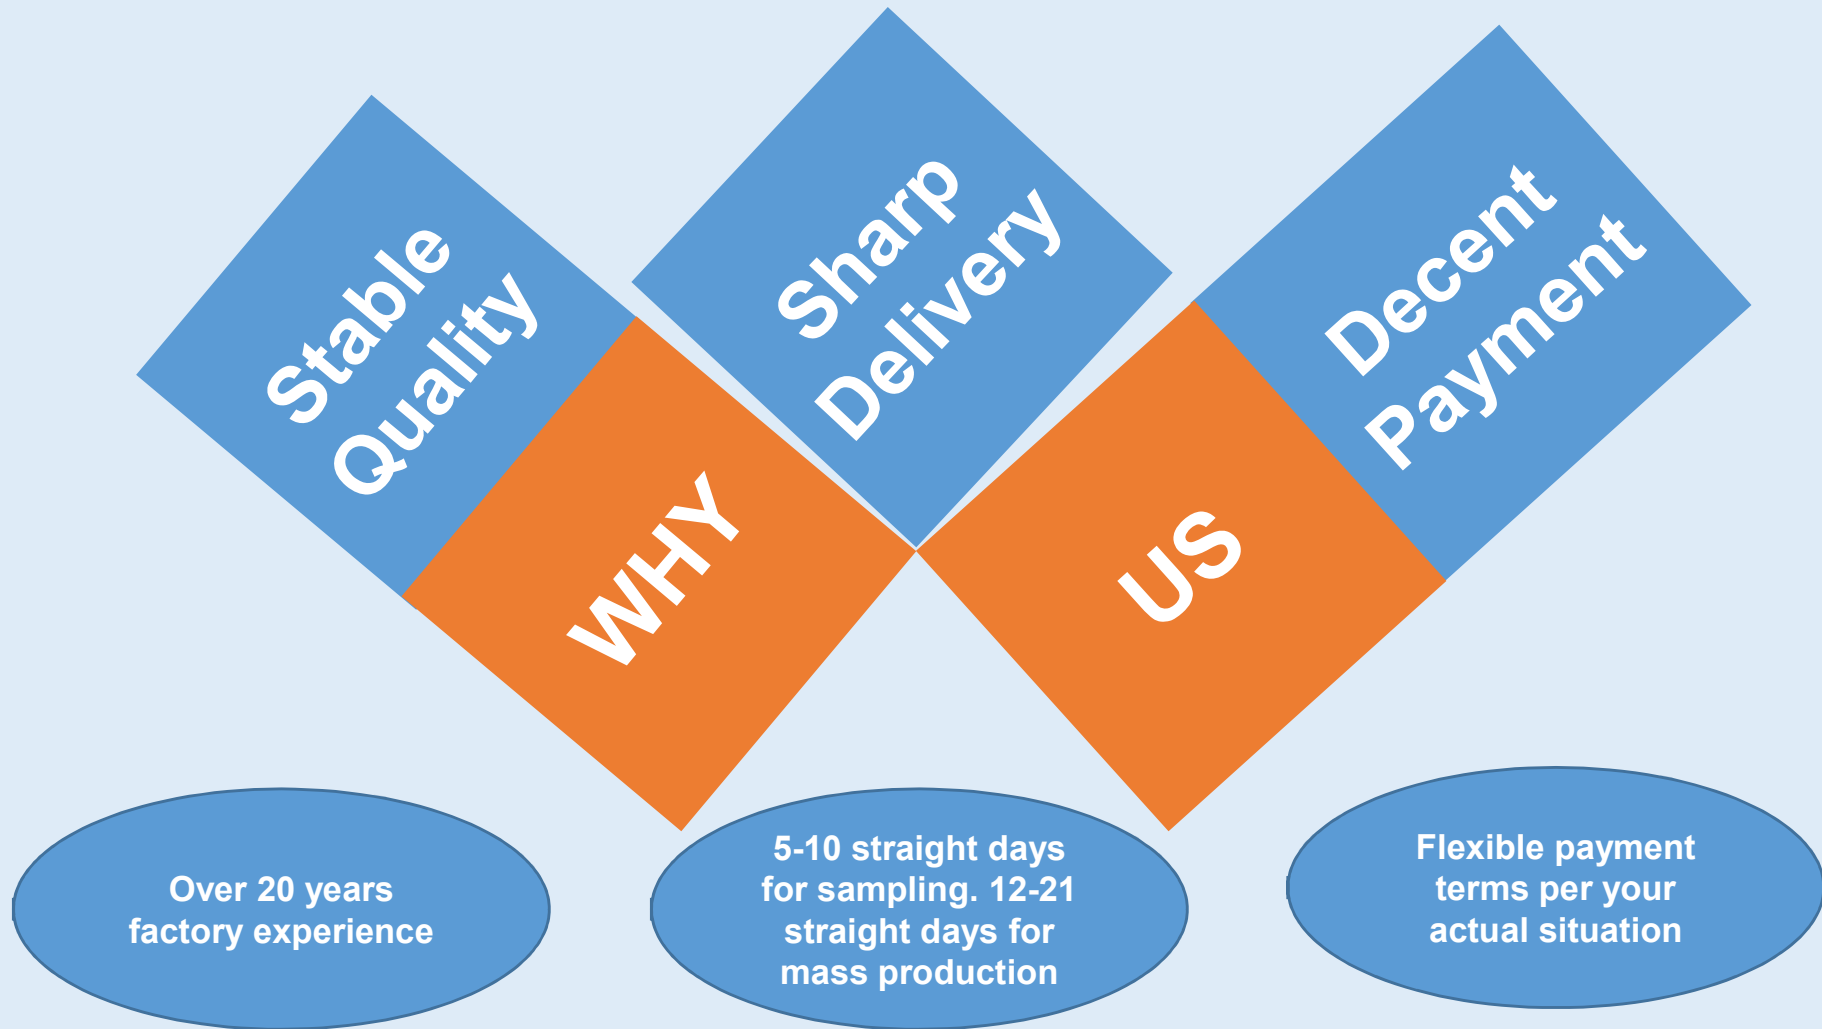 Stable
Quality
Sharp
Delivery
Decent
Payment
WHY
US
Over 20 years
factory experience
5-10 straight days
for sampling. 12-21
straight days for
mass production
Flexible payment
terms per your
actual situation